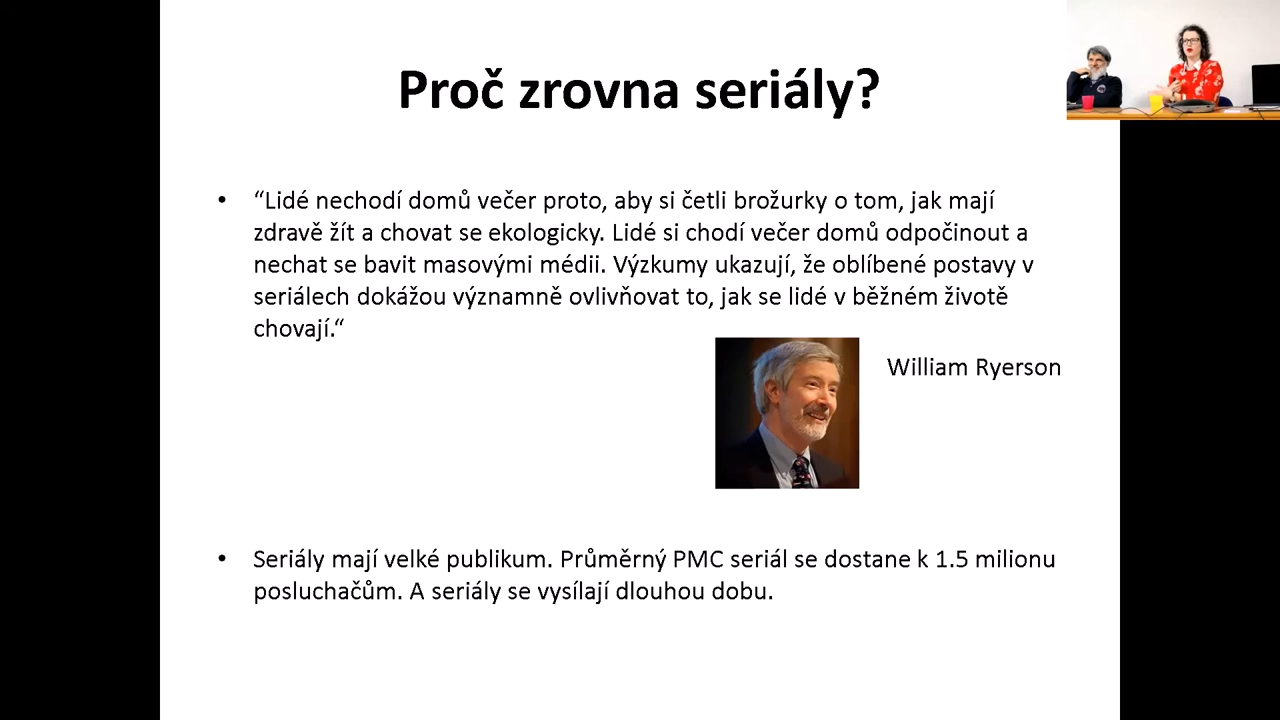 Proč zrovna seriály?
• “Lidé nechodí domů večer proto, aby si četli brožurky o tom, jak mají
zdravě žít a chovat se ekologicky. Lidé si chodí večer domů odpočinout a
nechat se bavit masovými médii. Výzkumy ukazují, že oblíbené postavy v
seriálech dokážou významně ovlivňovat to, jak se lidé v běžném životě
chovají.“
William Ryerson
• Seriály mají velké publikum. Průměrný PMC seriál se dostane k 1.5 milionu
posluchačům. A seriály se vysílají dlouhou dobu.